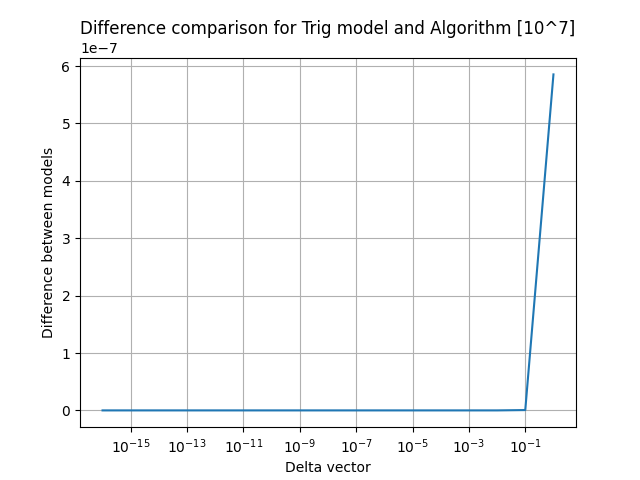 Difference comparison for Trig model and Algorithm [10^7]
1e−7
6
5
4
3
2
1
0
Difference between models
10⁻¹⁵ 10⁻¹³ 10⁻¹¹ 10⁻⁹ 10⁻⁷ 10⁻⁵ 10⁻³ 10⁻¹
Delta vector